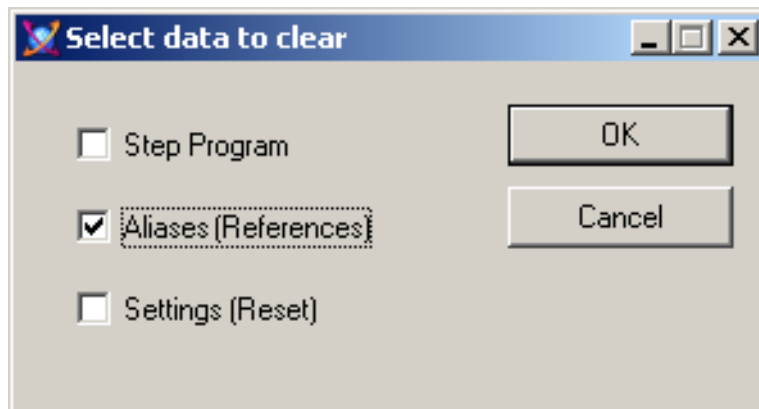 Select data to clear
Step Program
OK
Aliases (References)
Cancel
Settings (Reset)